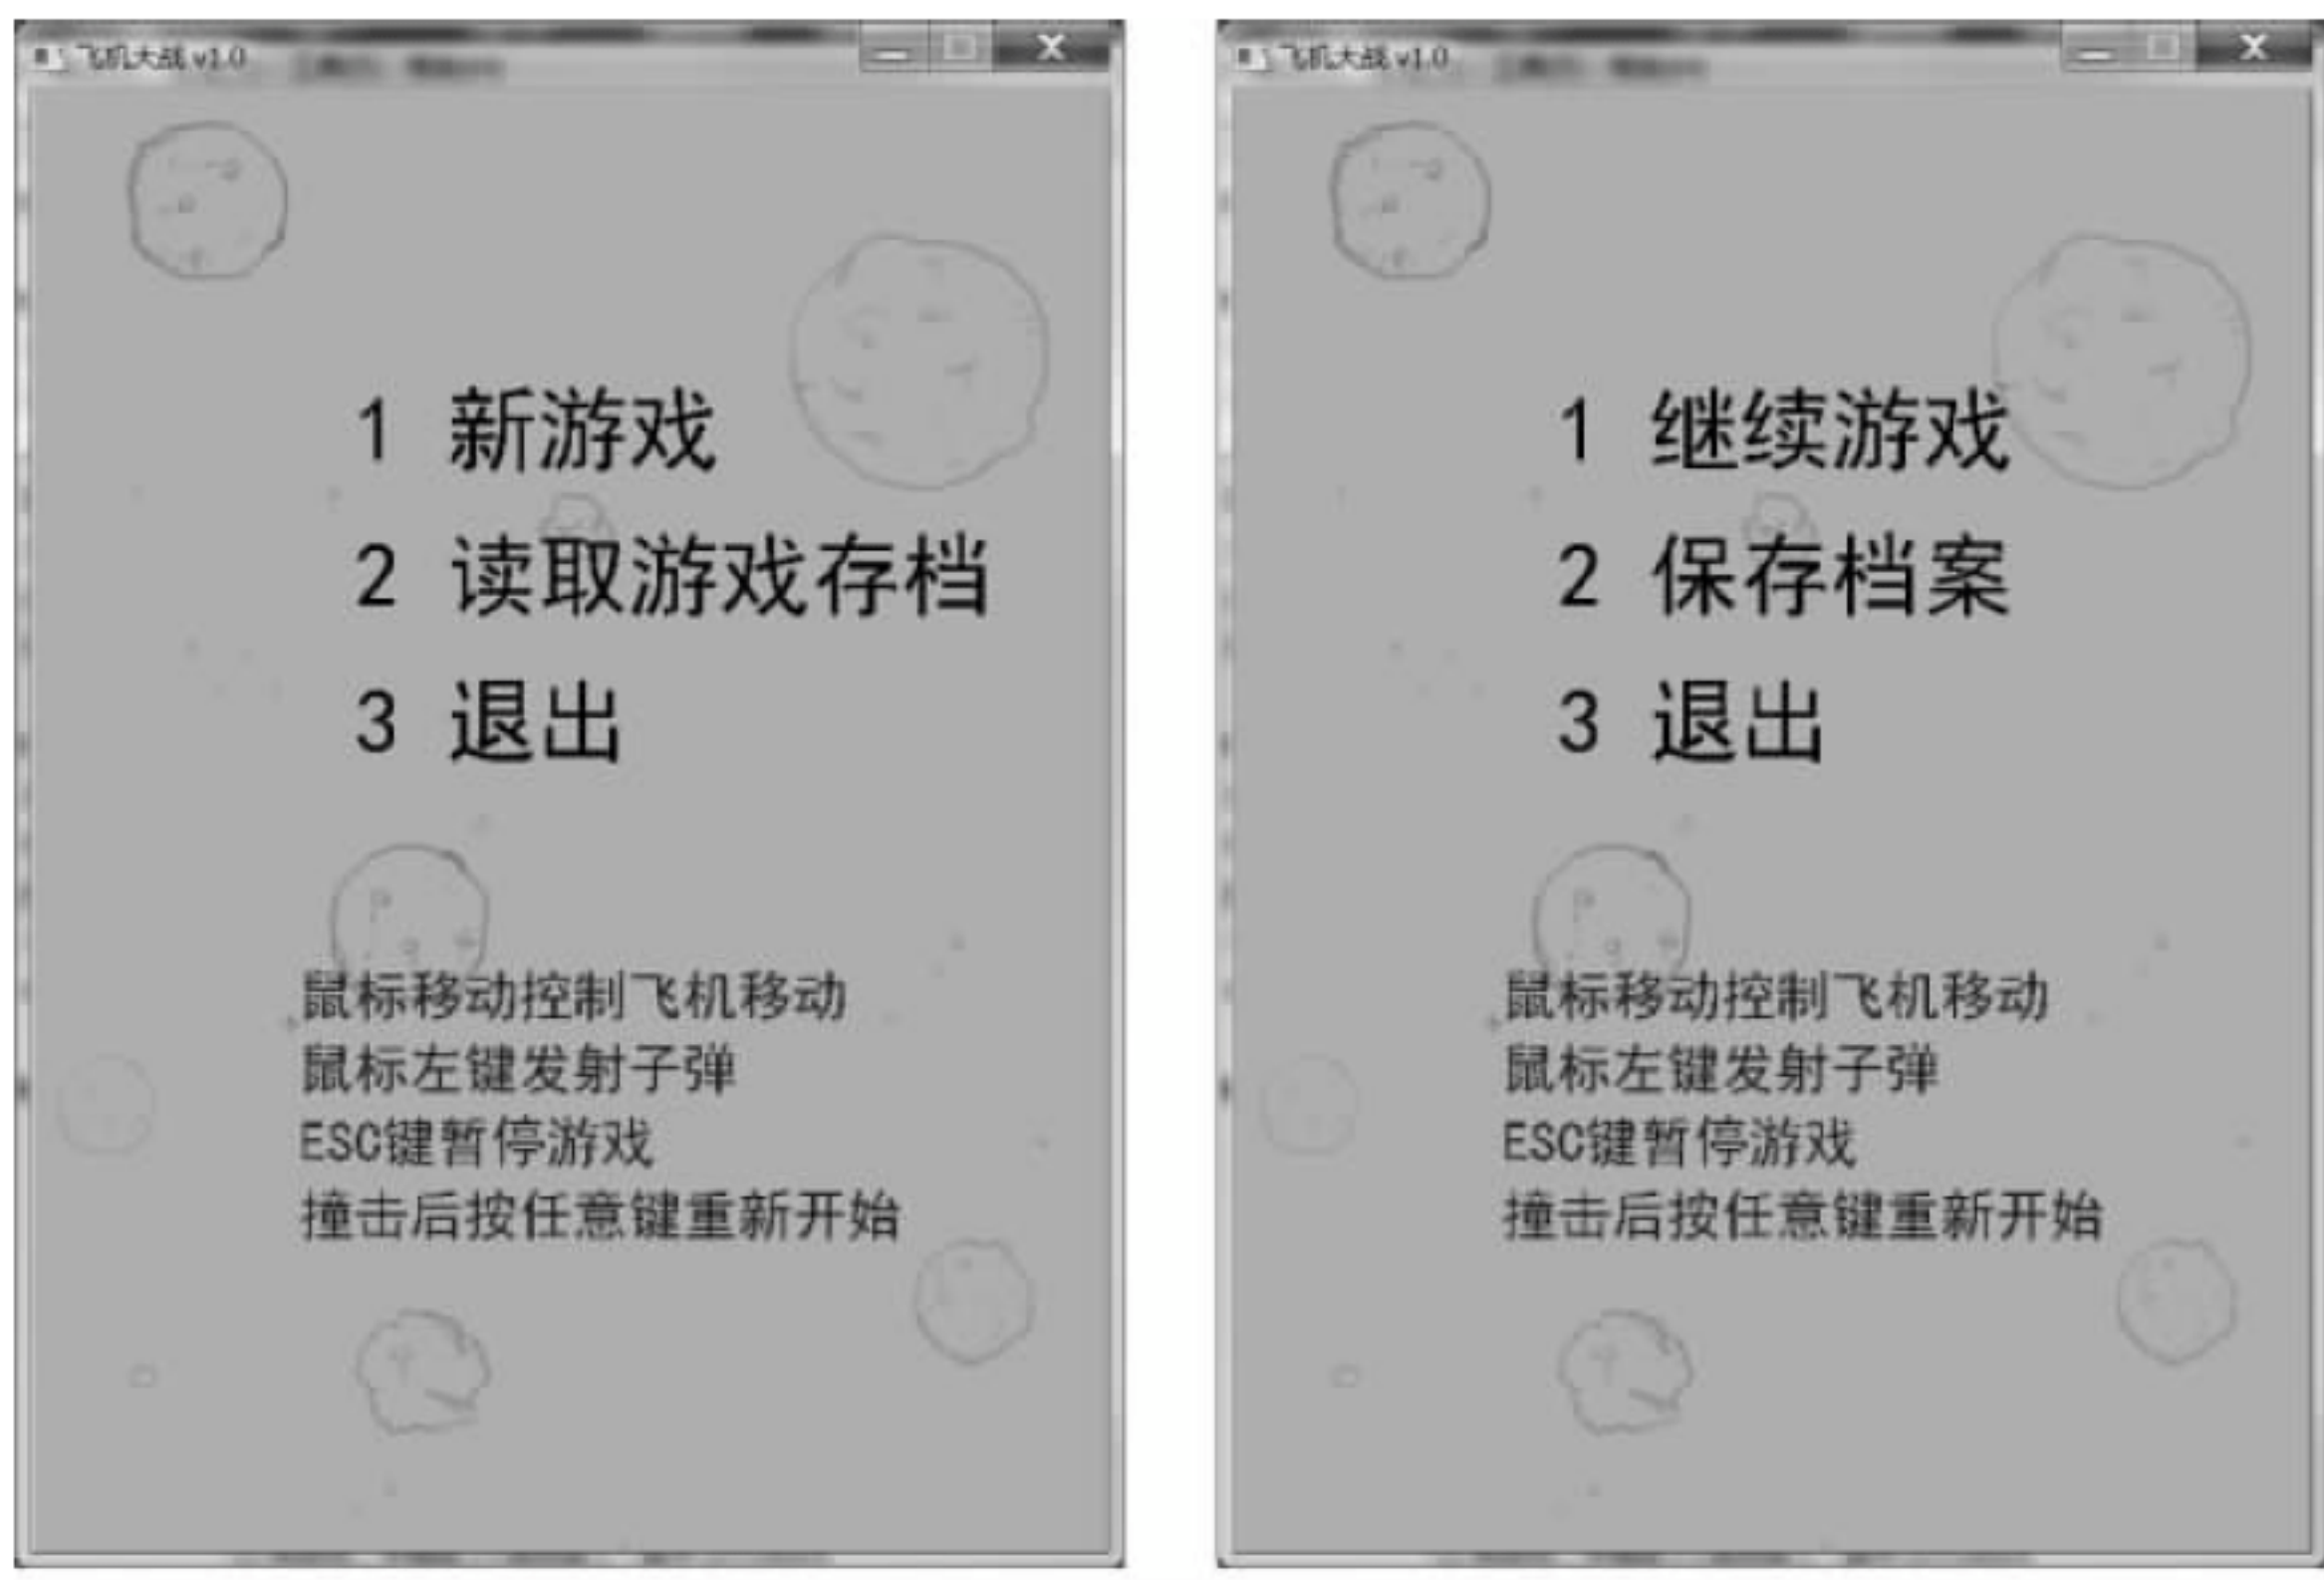 飞机大战 v1.0
1 新游戏
2 读取游戏存档
3 退出
鼠标移动控制飞机移动
鼠标左键发射子弹
ESC键暂停游戏
撞击后按任意键重新开始
飞机大战 v1.0
1 继续游戏
2 保存档案
3 退出
鼠标移动控制飞机移动
鼠标左键发射子弹
ESC键暂停游戏
撞击后按任意键重新开始